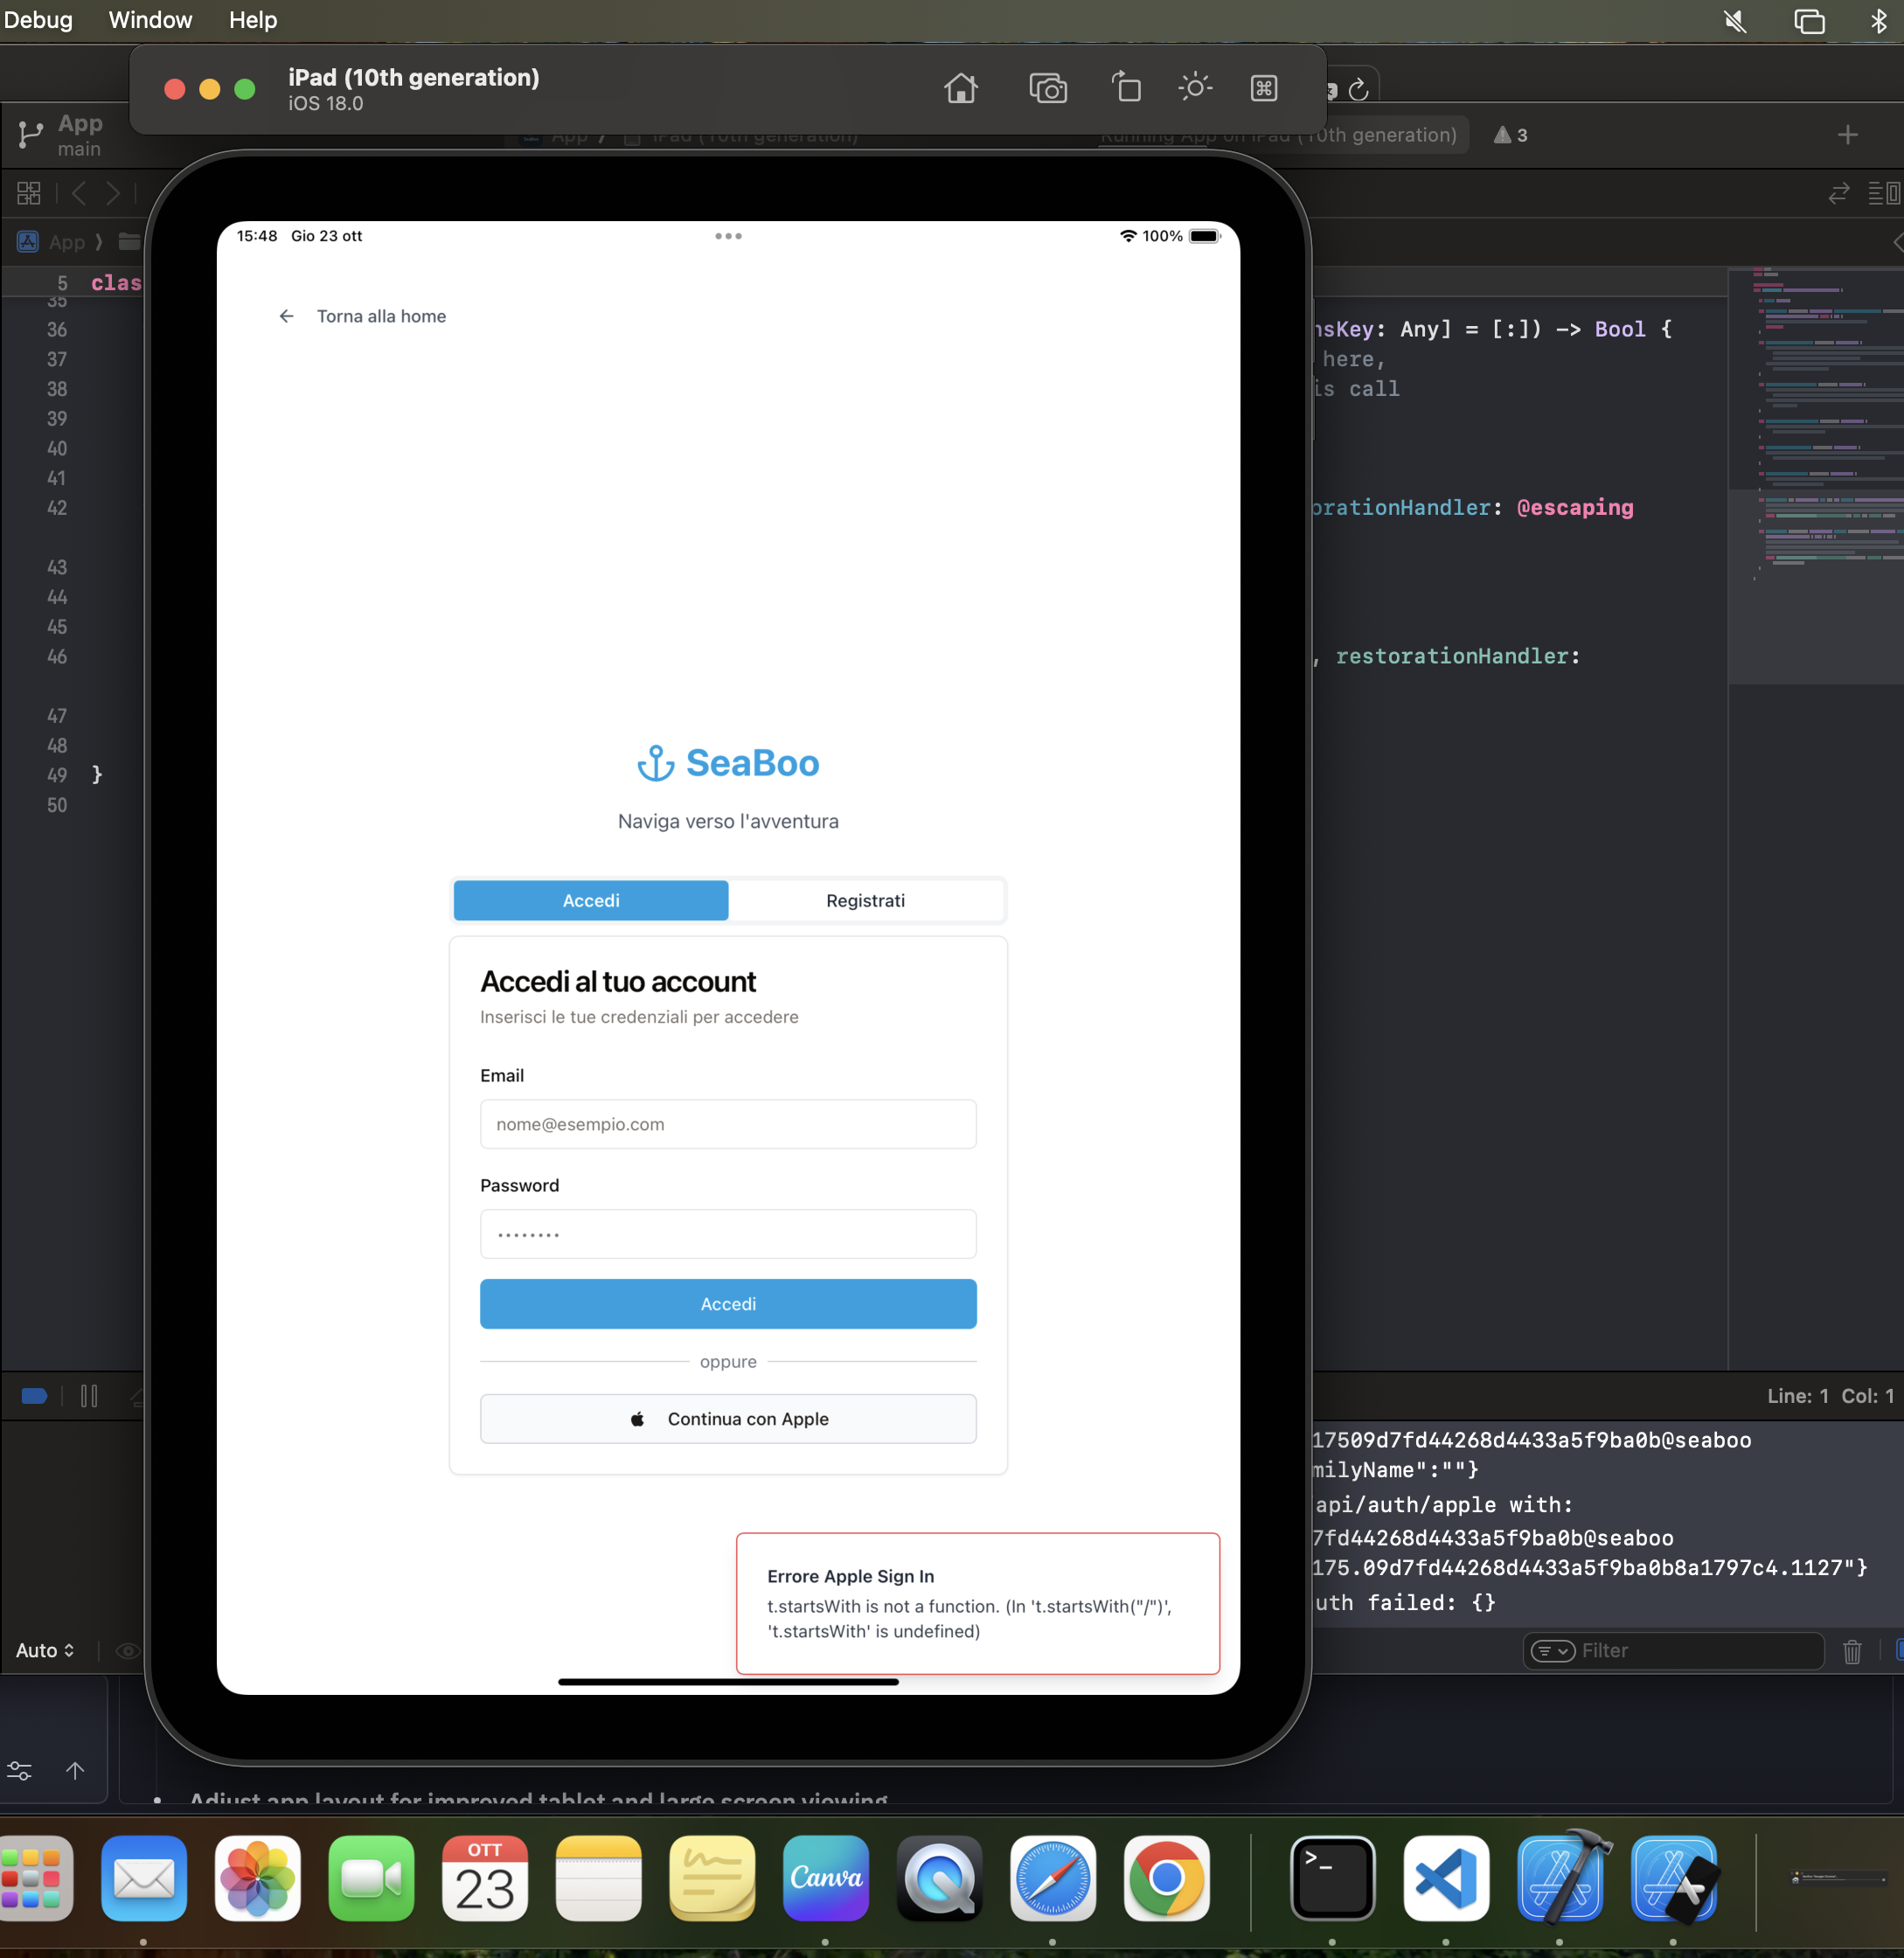 Debug Window Help
iPad (10th generation)
iOS 18.0
App
main
App iPad (10th generation)
Running App on iPad (10th generation)
3
App
5 clas
35
36
37
38
39
40
41
42
43
44
45
46
47
48
49 }
50
nsKey: Any] = [:]) -> Bool {
here,
is call
orationHandler: @escaping
, restorationHandler:
15:48 Gio 23 ott
100%
Torna alla home
SeaBoo
Naviga verso l'avventura
Accedi
Registrati
Accedi al tuo account
Inserisci le tue credenziali per accedere
Email
nome@esempio.com
Password
Accedi
oppure
Continua con Apple
Errore Apple Sign In
t.startsWith is not a function. (In 't.startsWith("/")',
't.startsWith' is undefined)
Line: 1 Col: 1
17509d7fd44268d4433a5f9ba0b@seaboo
milyName":""}
api/auth/apple with:
7fd44268d4433a5f9ba0b@seaboo
175.09d7fd44268d4433a5f9ba0b8a1797c4.1127"}
uth failed: {}
Auto
Filter
Adjust app layout for improved tablet and large screen viewing
OTT
23
Canva